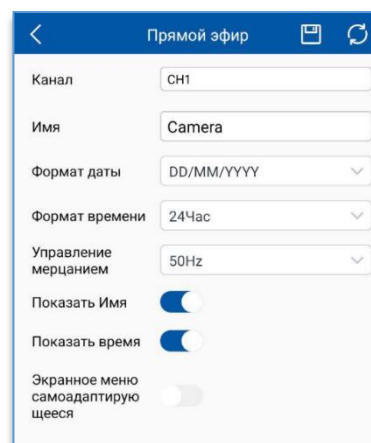 Прямой эфир
Канал CH1
Имя Camera
Формат даты DD/MM/YYYY
Формат времени 24Час
Управление
мерцанием 50Hz
Показать Имя
Показать время
Экранное меню
самоадаптирую
щееся